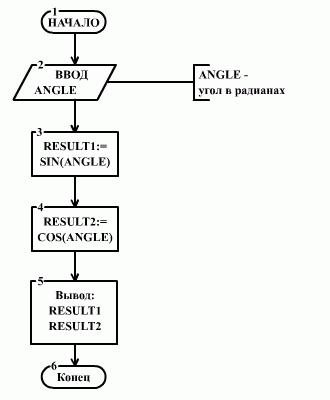 1
НАЧАЛО
2
ВВОД
ANGLE
ANGLE -
угол в радианах
3
RESULT1:=
SIN(ANGLE)
4
RESULT2:=
COS(ANGLE)
5
Вывод:
RESULT1
RESULT2
6
Конец